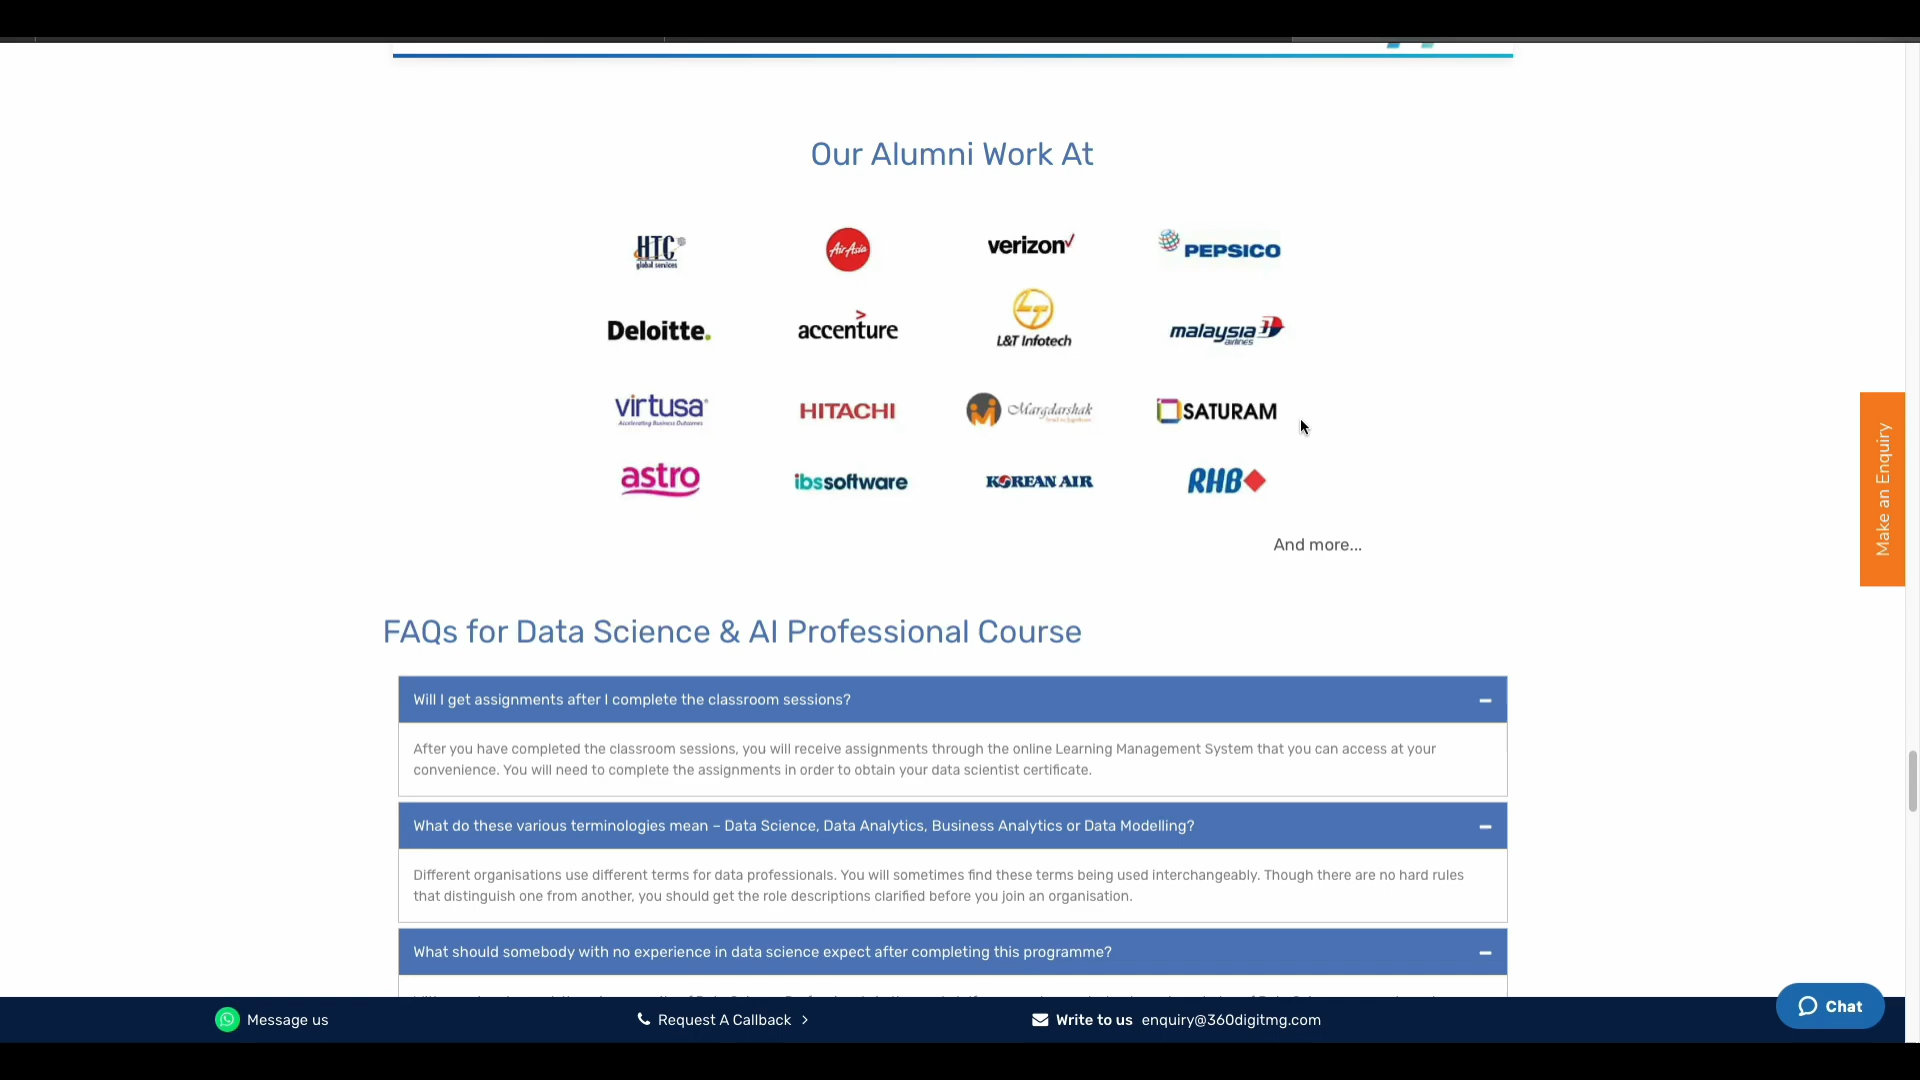 Our Alumni Work At
HTC
global services
AirAsia
verizon
PEPSICO
Deloitte.
accenture
L&T Infotech
malaysia
airlines
virtusa
Accelerating Business Outcomes
HITACHI
Margdarshak
SATURAM
astro
ibssoftware
KOREAN AIR
RHB
And more...
Make an Enquiry
FAQs for Data Science & AI Professional Course
Will I get assignments after I complete the classroom sessions?
After you have completed the classroom sessions, you will receive assignments through the online Learning Management System that you can access at your
convenience. You will need to complete the assignments in order to obtain your data scientist certificate.
What do these various terminologies mean – Data Science, Data Analytics, Business Analytics or Data Modelling?
Different organisations use different terms for data professionals. You will sometimes find these terms being used interchangeably. Though there are no hard rules
that distinguish one from another, you should get the role descriptions clarified before you join an organisation.
What should somebody with no experience in data science expect after completing this programme?
Message us
Request A Callback
Write to us enquiry@360digitmg.com
Chat